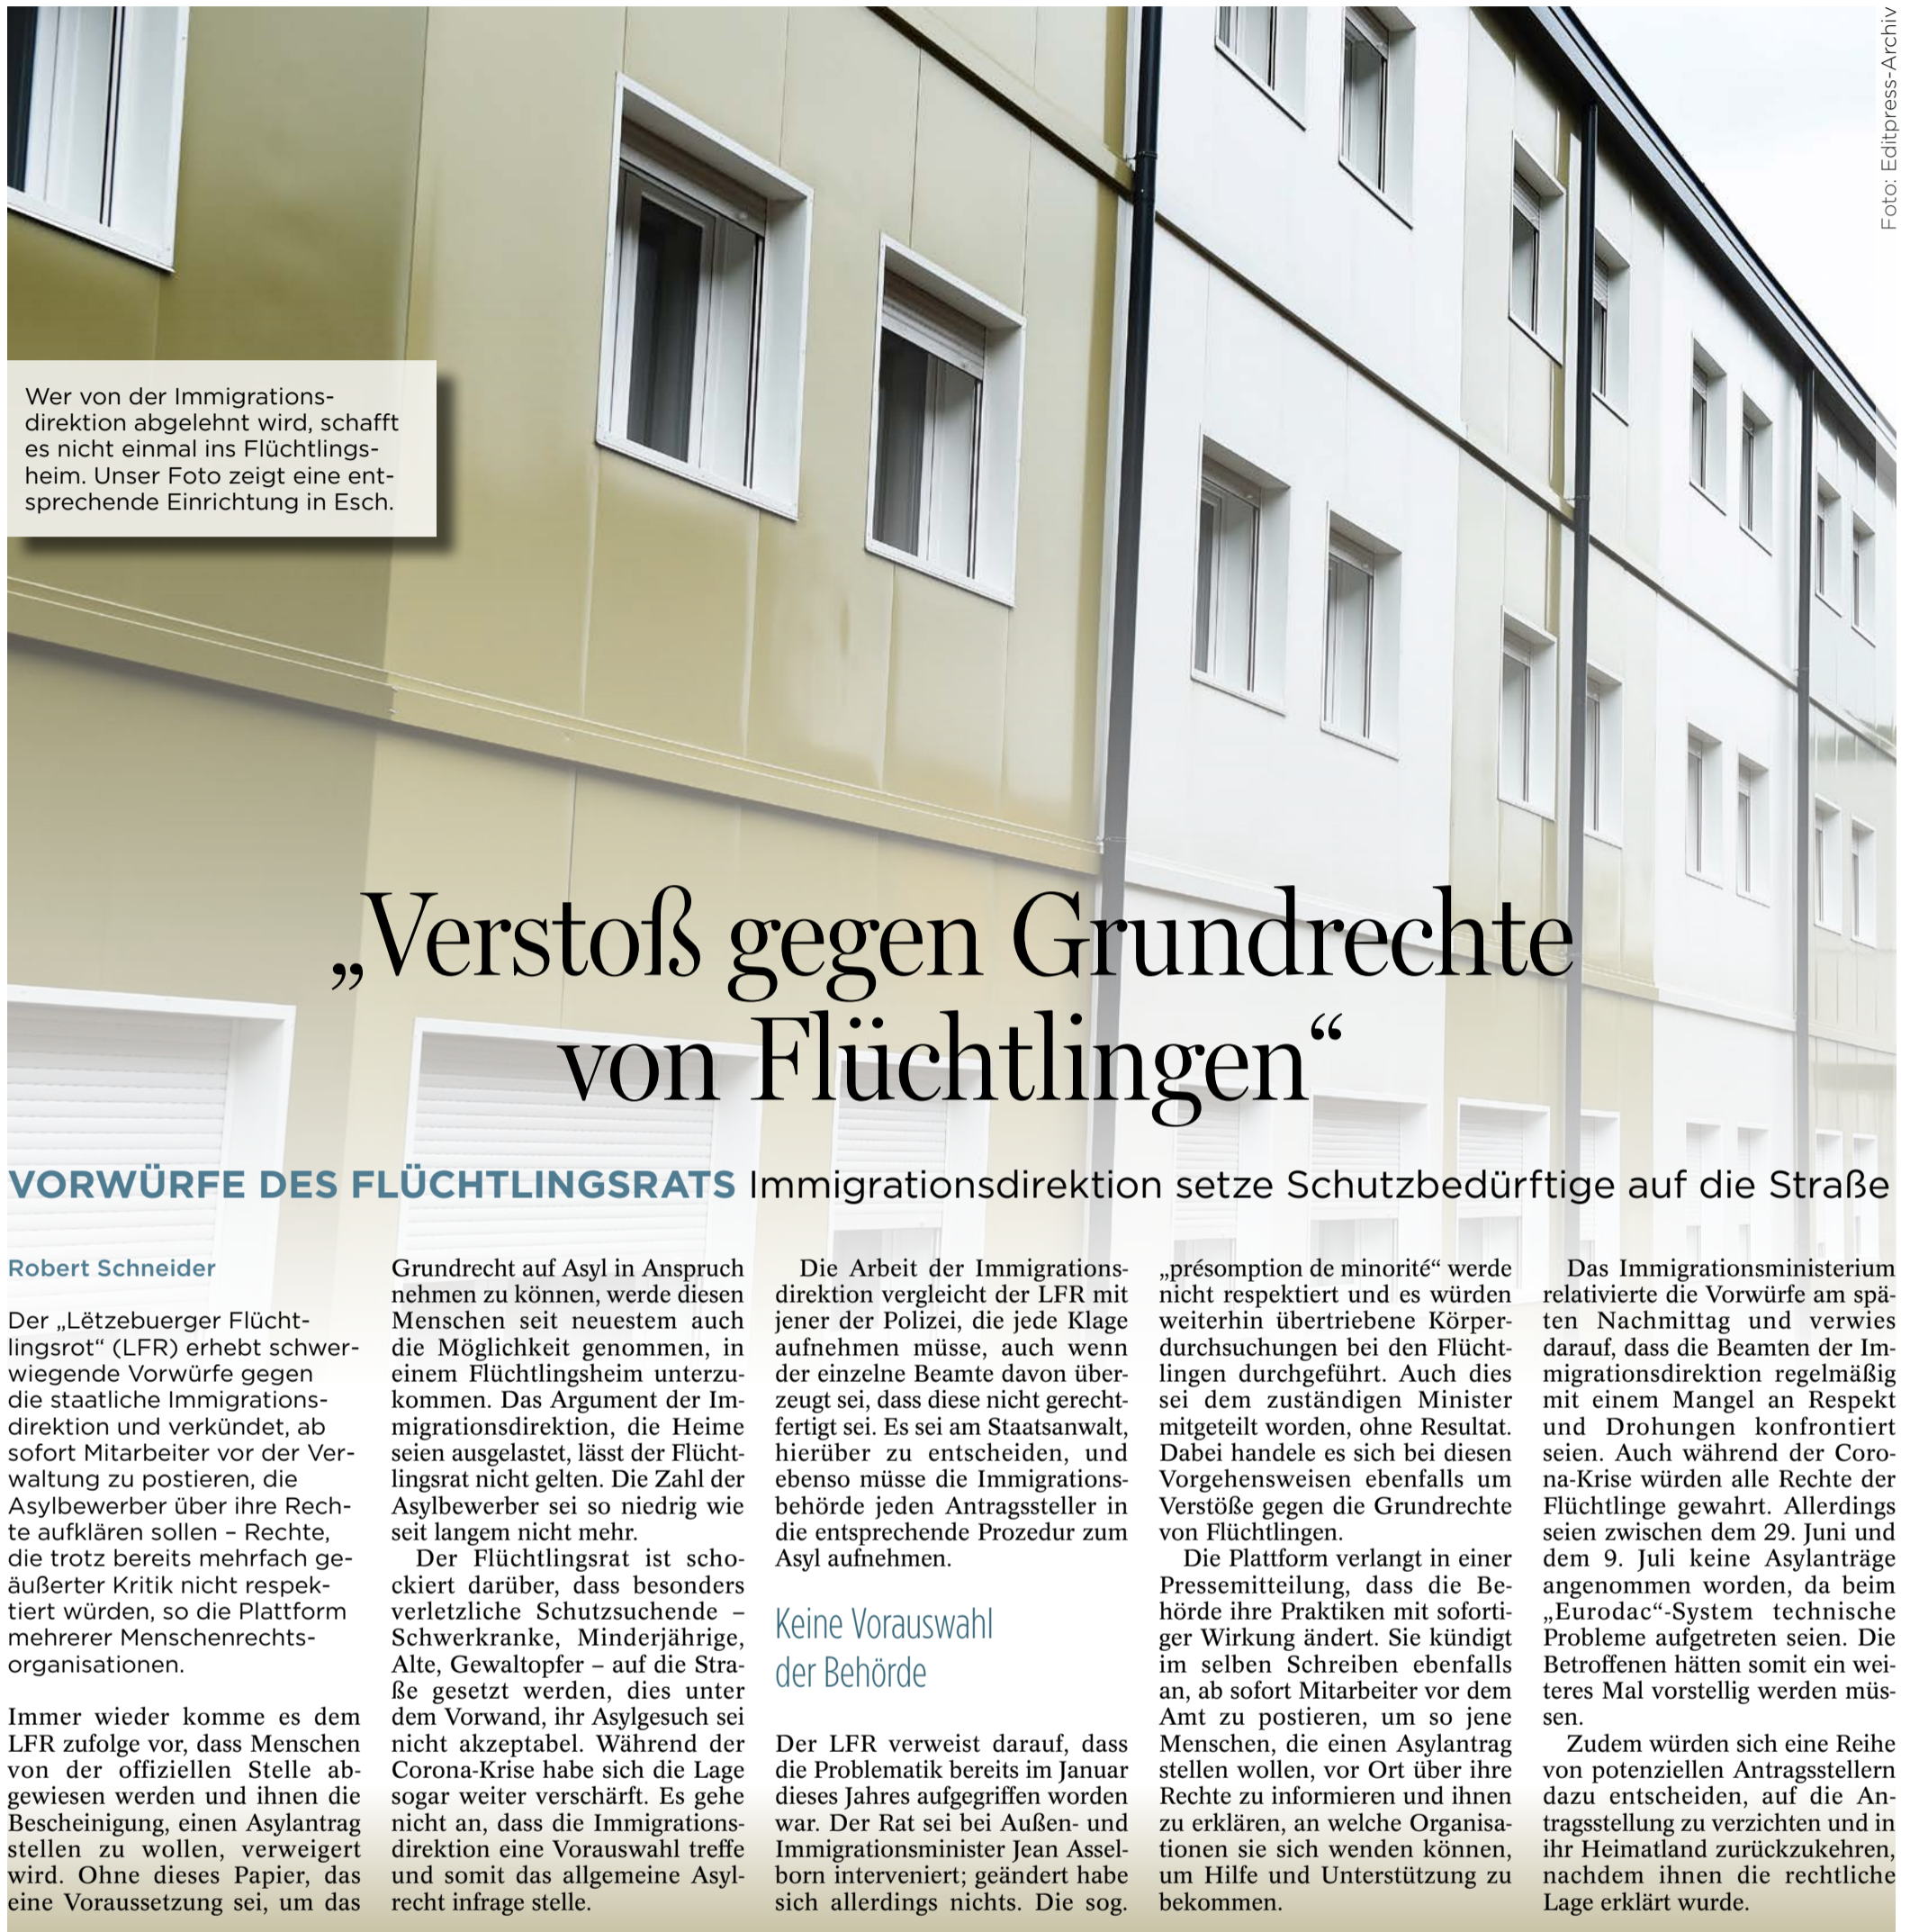 Foto: Editpress-Archiv
Wer von der Immigrations-
direktion abgelehnt wird, schafft
es nicht einmal ins Flüchtlings-
heim. Unser Foto zeigt eine ent-
sprechende Einrichtung in Esch.
„Verstoß gegen Grundrechte
von Flüchtlingen“
VORWÜRFE DES FLÜCHTLINGSRATS Immigrationsdirektion setze Schutzbedürftige auf die Straße
Robert Schneider
Der „Lëtzebuerger Flücht-
lingsrot“ (LFR) erhebt schwer-
wiegende Vorwürfe gegen
die staatliche Immigrations-
direktion und verkündet, ab
sofort Mitarbeiter vor der Ver-
waltung zu postieren, die
Asylbewerber über ihre Rech-
te aufklären sollen – Rechte,
die trotz bereits mehrfach ge-
äußerter Kritik nicht respek-
tiert würden, so die Plattform
mehrerer Menschenrechts-
organisationen.
Immer wieder komme es dem
LFR zufolge vor, dass Menschen
von der offiziellen Stelle ab-
gewiesen werden und ihnen die
Bescheinigung, einen Asylantrag
stellen zu wollen, verweigert
wird. Ohne dieses Papier, das
eine Voraussetzung sei, um das
Grundrecht auf Asyl in Anspruch
nehmen zu können, werde diesen
Menschen seit neuestem auch
die Möglichkeit genommen, in
einem Flüchtlingsheim unterzu-
kommen. Das Argument der Im-
migrationsdirektion, die Heime
seien ausgelastet, lässt der Flücht-
lingsrat nicht gelten. Die Zahl der
Asylbewerber sei so niedrig wie
seit langem nicht mehr.
Der Flüchtlingsrat ist scho-
ckiert darüber, dass besonders
verletzliche Schutzsuchende –
Schwerkranke, Minderjährige,
Alte, Gewaltopfer – auf die Stra-
ße gesetzt werden, dies unter
dem Vorwand, ihr Asylgesuch sei
nicht akzeptabel. Während der
Corona-Krise habe sich die Lage
sogar weiter verschärft. Es gehe
nicht an, dass die Immigrations-
direktion eine Vorauswahl treffe
und somit das allgemeine Asyl-
recht infrage stelle.
Die Arbeit der Immigrations-
direktion vergleicht der LFR mit
jener der Polizei, die jede Klage
aufnehmen müsse, auch wenn
der einzelne Beamte davon über-
zeugt sei, dass diese nicht gerecht-
fertigt sei. Es sei am Staatsanwalt,
hierüber zu entscheiden, und
ebenso müsse die Immigrations-
behörde jeden Antragssteller in
die entsprechende Prozedur zum
Asyl aufnehmen.
Keine Vorauswahl
der Behörde
Der LFR verweist darauf, dass
die Problematik bereits im Januar
dieses Jahres aufgegriffen worden
war. Der Rat sei bei Außen- und
Immigrationsminister Jean Assel-
born interveniert; geändert habe
sich allerdings nichts. Die sog.
„présomption de minorité“ werde
nicht respektiert und es würden
weiterhin übertriebene Körper-
durchsuchungen bei den Flücht-
lingen durchgeführt. Auch dies
sei dem zuständigen Minister
mitgeteilt worden, ohne Resultat.
Dabei handele es sich bei diesen
Vorgehensweisen ebenfalls um
Verstöße gegen die Grundrechte
von Flüchtlingen.
Die Plattform verlangt in einer
Pressemitteilung, dass die Be-
hörde ihre Praktiken mit soforti-
ger Wirkung ändert. Sie kündigt
im selben Schreiben ebenfalls
an, ab sofort Mitarbeiter vor dem
Amt zu postieren, um so jene
Menschen, die einen Asylantrag
stellen wollen, vor Ort über ihre
Rechte zu informieren und ihnen
zu erklären, an welche Organisa-
tionen sie sich wenden können,
um Hilfe und Unterstützung zu
bekommen.
Das Immigrationsministerium
relativierte die Vorwürfe am spä-
ten Nachmittag und verwies
darauf, dass die Beamten der Im-
migrationsdirektion regelmäßig
mit einem Mangel an Respekt
und Drohungen konfrontiert
seien. Auch während der Coro-
na-Krise würden alle Rechte der
Flüchtlinge gewahrt. Allerdings
seien zwischen dem 29. Juni und
dem 9. Juli keine Asylanträge
angenommen worden, da beim
„Eurodac“-System technische
Probleme aufgetreten seien. Die
Betroffenen hätten somit ein wei-
teres Mal vorstellig werden müs-
sen.
Zudem würden sich eine Reihe
von potenziellen Antragsstellern
dazu entscheiden, auf die An-
tragsstellung zu verzichten und in
ihr Heimatland zurückzukehren,
nachdem ihnen die rechtliche
Lage erklärt wurde.